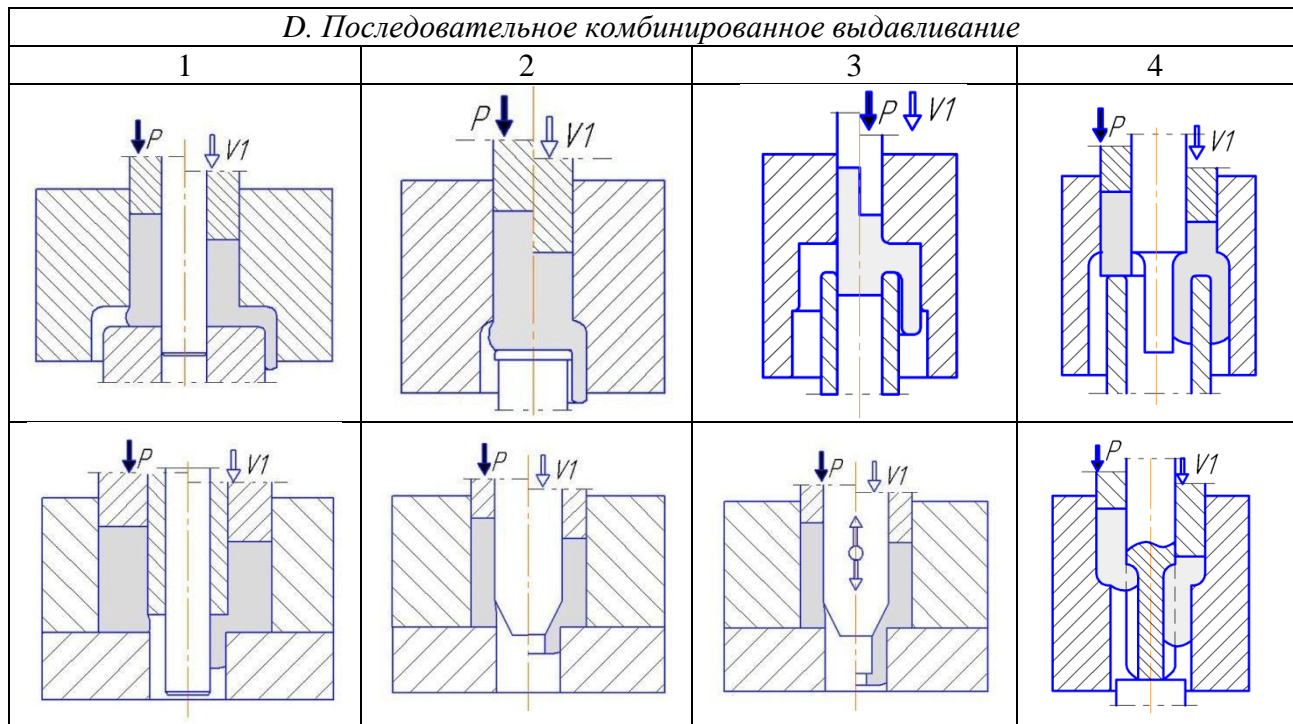 D. Последовательное комбинированное выдавливание
1 2 3 4
P V1 P V1 P V1 P V1
P V1 P V1 P V1 P V1